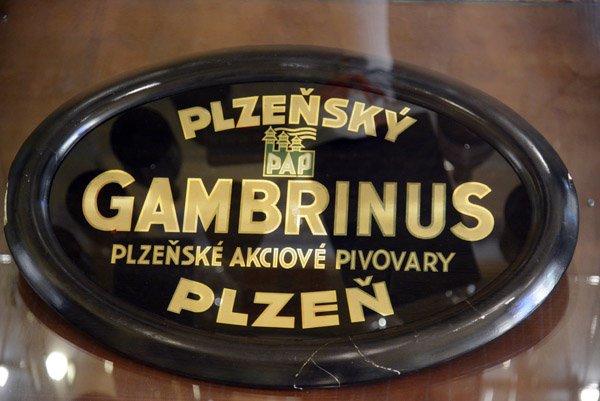 PLZEŇSKÝ
PAP
GAMBRINUS
PLZEŇSKÉ AKCIOVÉ PIVOVARY
PLZEŇ